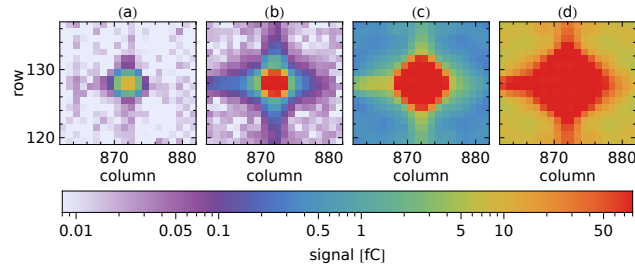 (a) (b) (c) (d)
row
130
120
870 880 870 880 870 880 870 880
column column column column
0.01 0.05 0.1 0.5 1 5 10 50
signal [fC]